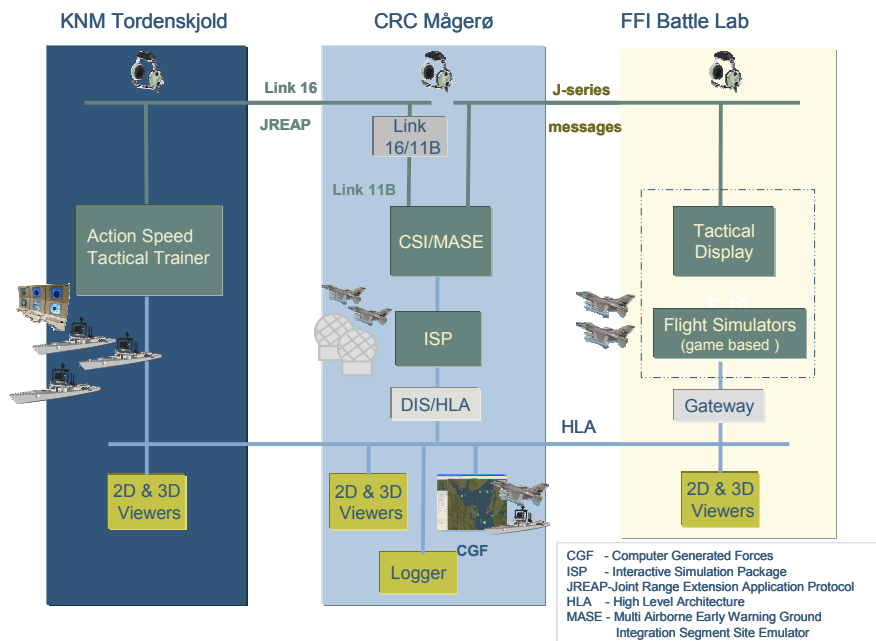 KNM Tordenskjold
CRC Mågerø
FFI Battle Lab
Link 16
J-series
JREAP
messages
Link
16/11B
Link 11B
Action Speed
Tactical Trainer
CSI/MASE
Tactical
Display
F-16
ISP
Flight Simulators
(game based )
DIS/HLA
Gateway
HLA
2D & 3D
Viewers
2D & 3D
Viewers
2D & 3D
Viewers
CGF
Logger
CGF - Computer Generated Forces
ISP - Interactive Simulation Package
JREAP-Joint Range Extension Application Protocol
HLA - High Level Architecture
MASE - Multi Airborne Early Warning Ground
Integration Segment Site Emulator